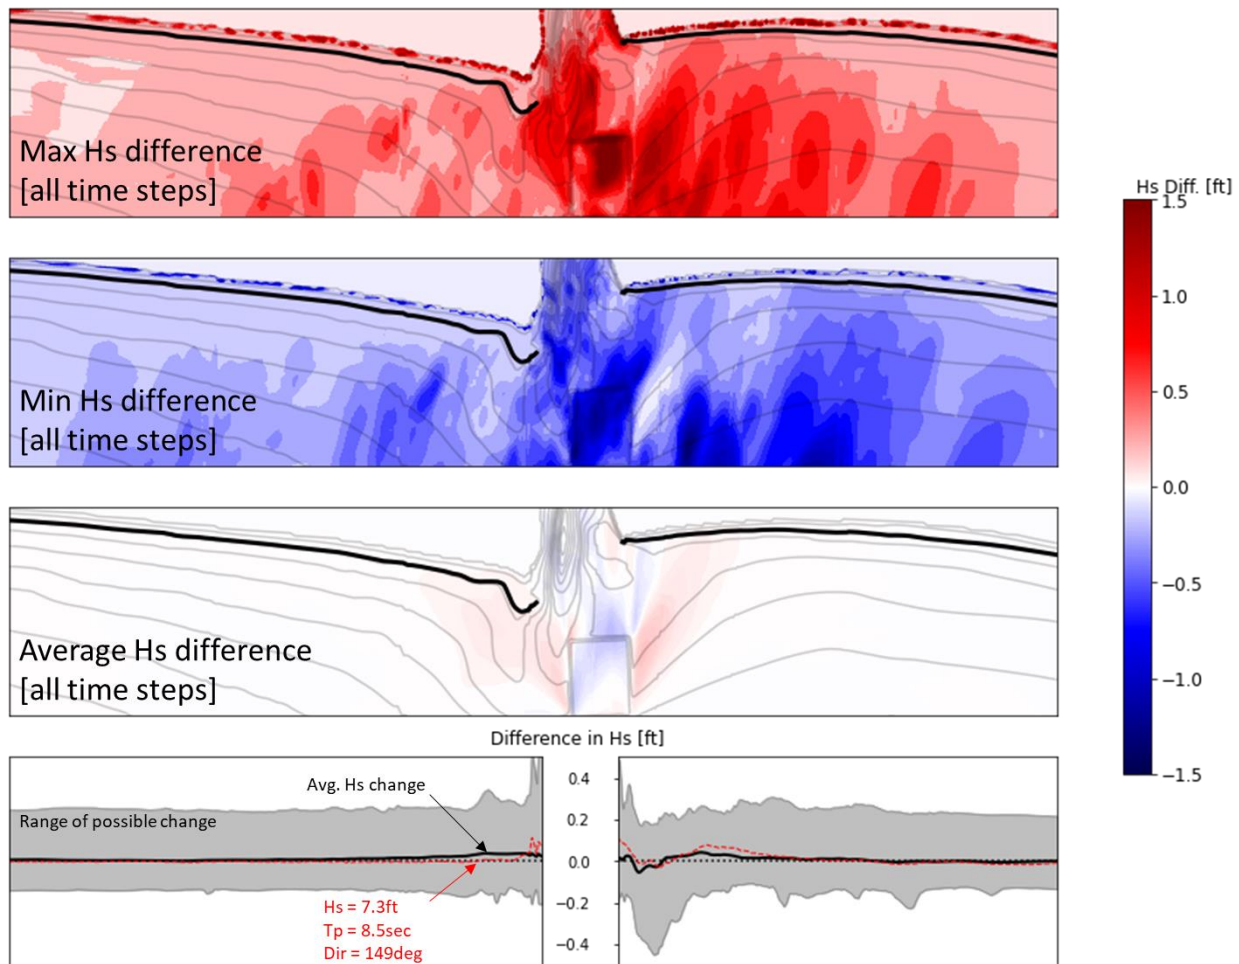 Max Hs difference
[all time steps]
Hs Diff. [ft]
1.5
1.0
0.5
0.0
−0.5
−1.0
−1.5
Min Hs difference
[all time steps]
Average Hs difference
[all time steps]
Difference in Hs [ft]
Avg. Hs change
Range of possible change
0.4
0.2
0.0
−0.2
−0.4
Hs = 7.3ft
Tp = 8.5sec
Dir = 149deg